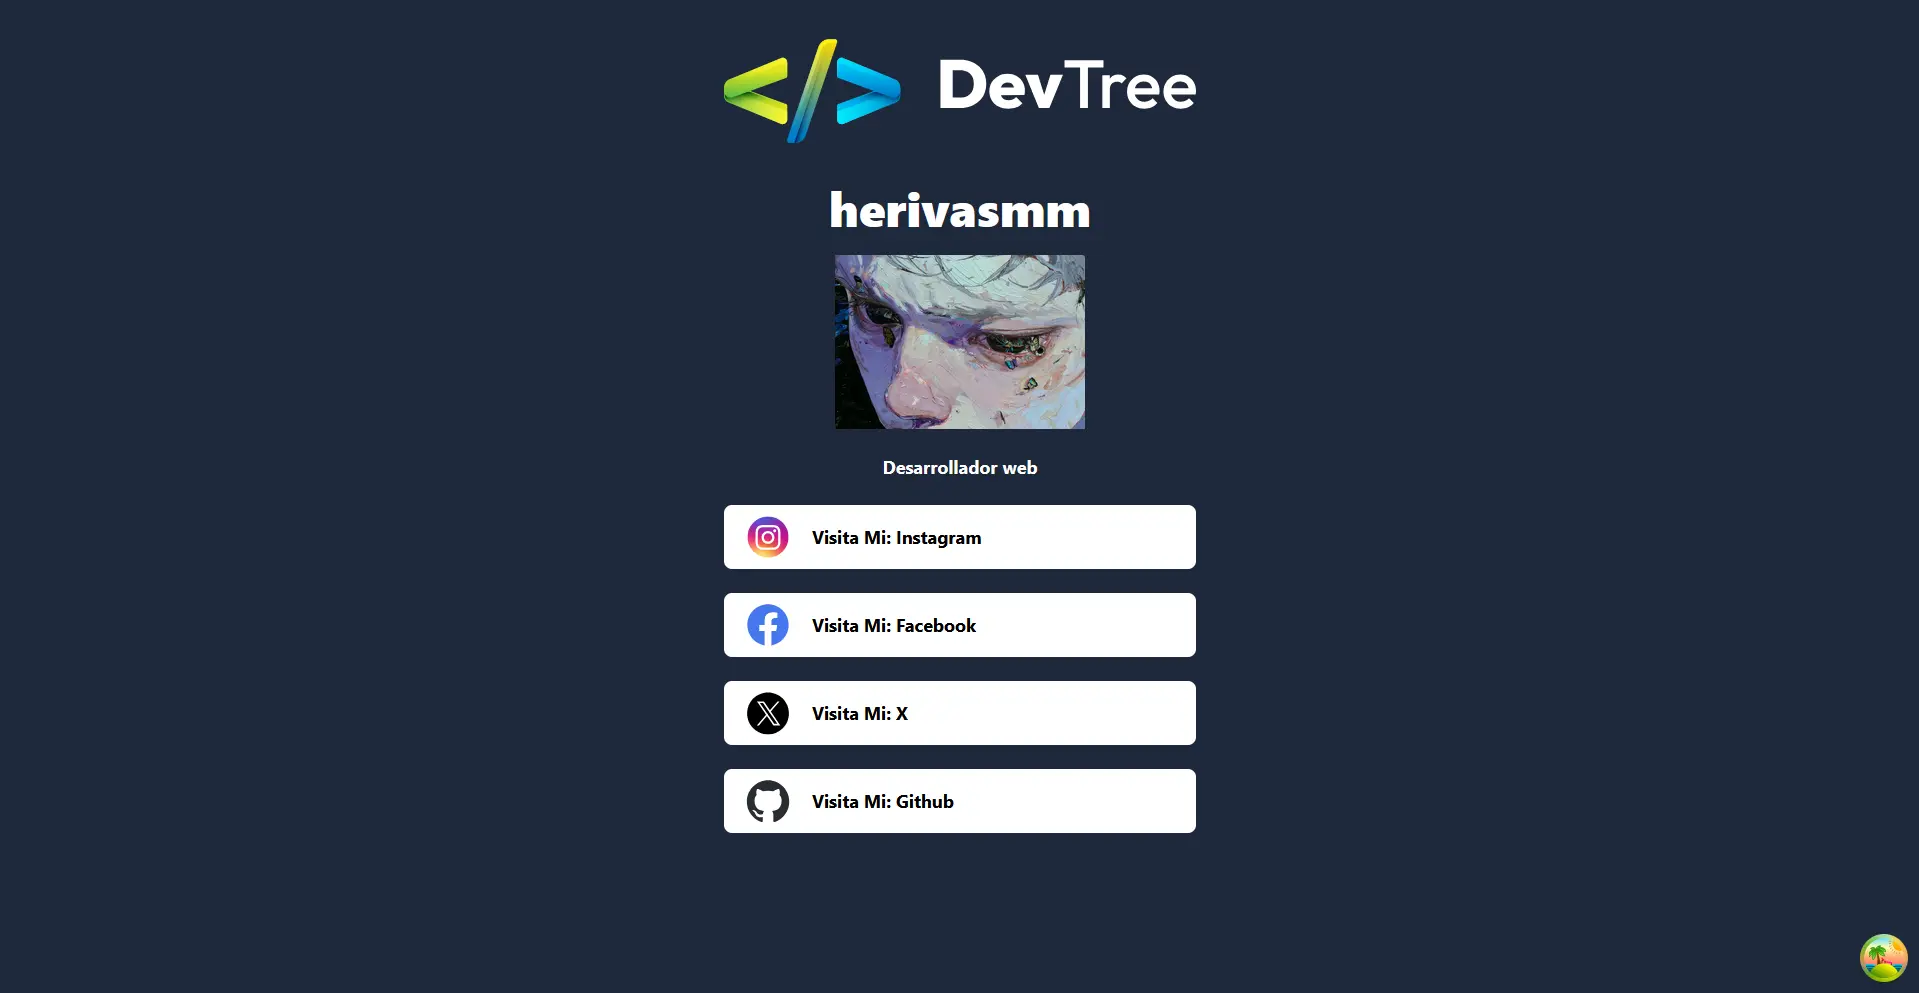 DevTree
herivasmm
Desarrollador web
Visita Mi: Instagram
Visita Mi: Facebook
Visita Mi: X
Visita Mi: Github